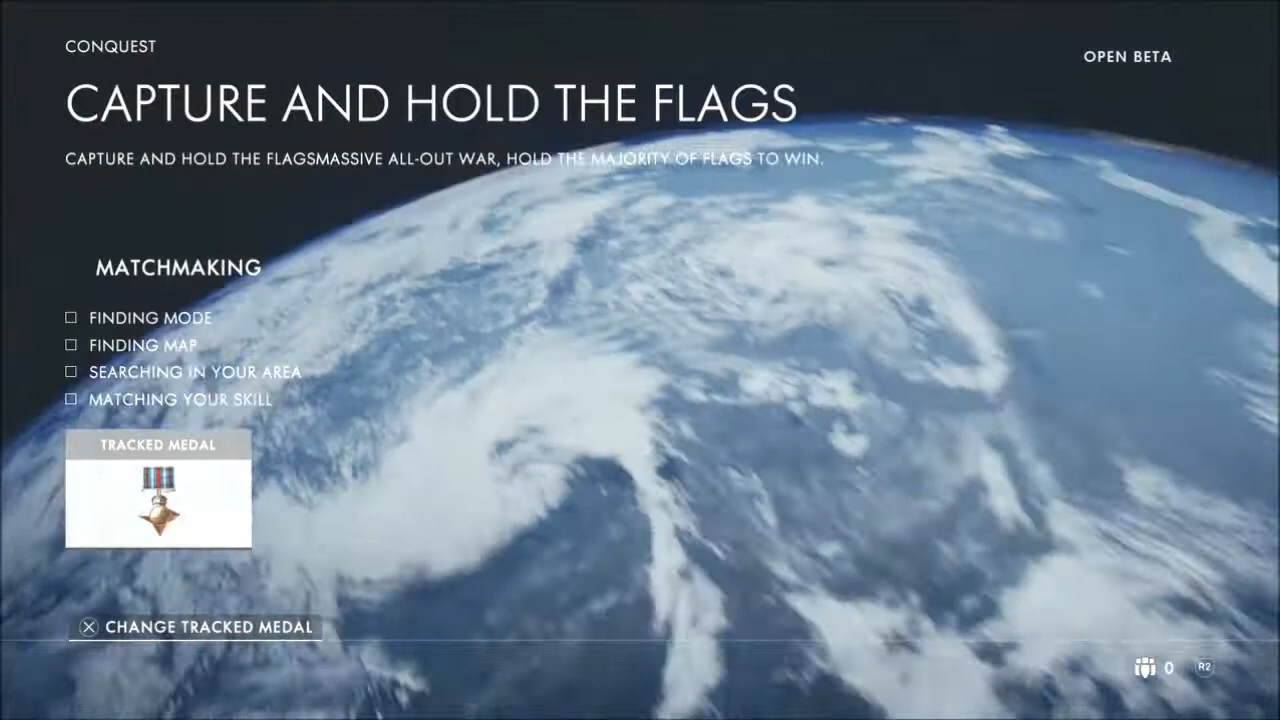 CONQUEST
OPEN BETA
CAPTURE AND HOLD THE FLAGS
CAPTURE AND HOLD THE FLAGSMASSIVE ALL-OUT WAR, HOLD THE MAJORITY OF FLAGS TO WIN.
MATCHMAKING
FINDING MODE
FINDING MAP
SEARCHING IN YOUR AREA
MATCHING YOUR SKILL
TRACKED MEDAL
CHANGE TRACKED MEDAL
0 R2